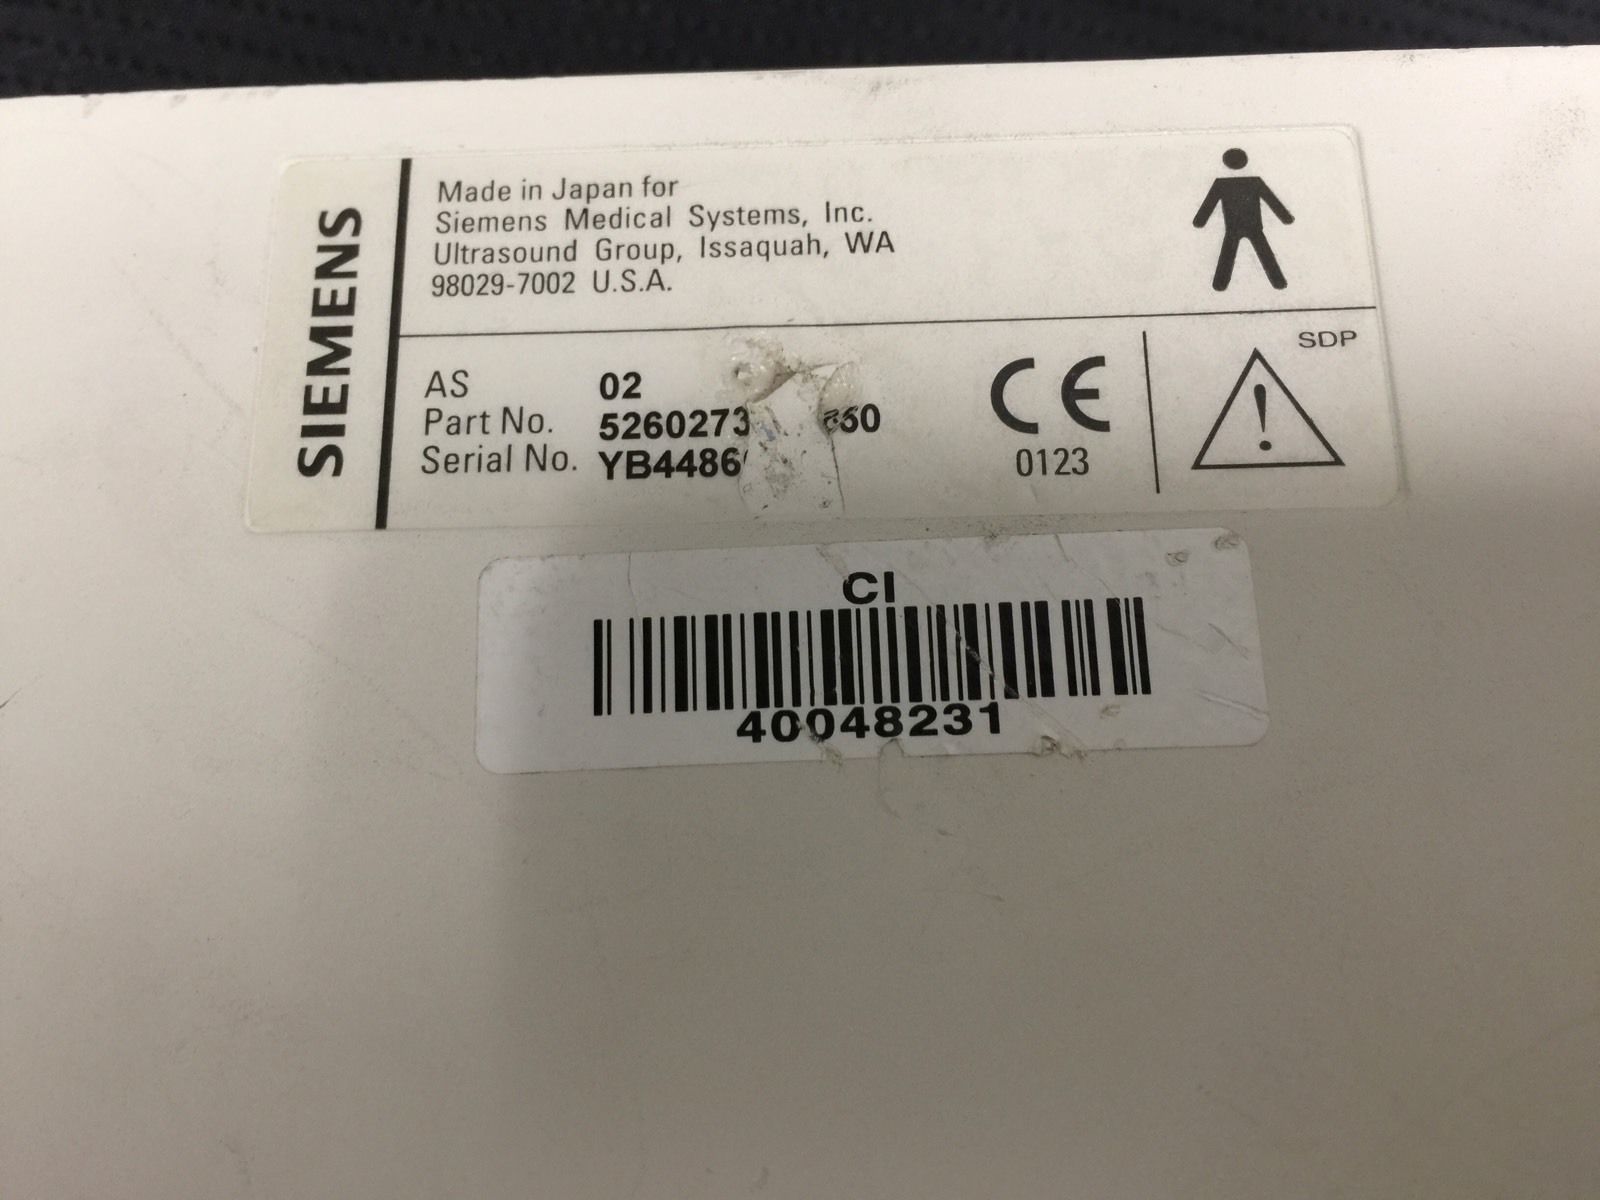 SIEMENS
Made in Japan for
Siemens Medical Systems, Inc.
Ultrasound Group, Issaquah, WA
98029-7002 U.S.A.
AS 02
Part No. 5260273
Serial No. YB4486
CE
0123
SDP
!
CI
40048231